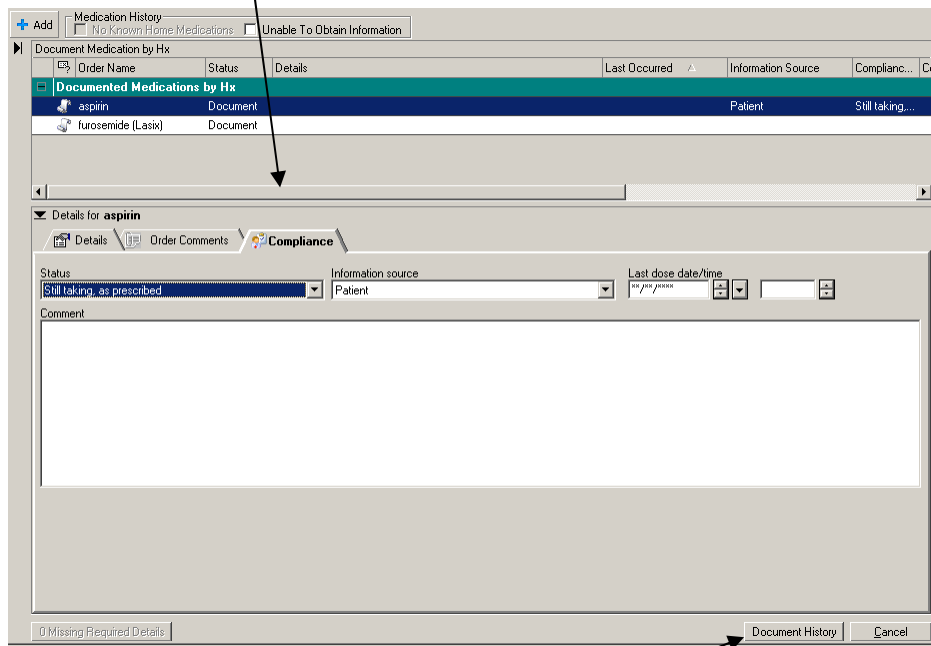 Add
Medication History
No Known Home Medications Unable To Obtain Information
Document Medication by Hx
Order Name Status Details Last Occurred Information Source Complianc... C
Documented Medications by Hx
aspirin Document Patient Still taking,...
furosemide (Lasix) Document
Details for aspirin
Details Order Comments Compliance
Status Information source Last dose date/time
Still taking, as prescribed Patient **/**/****
Comment
0 Missing Required Details Document History Cancel